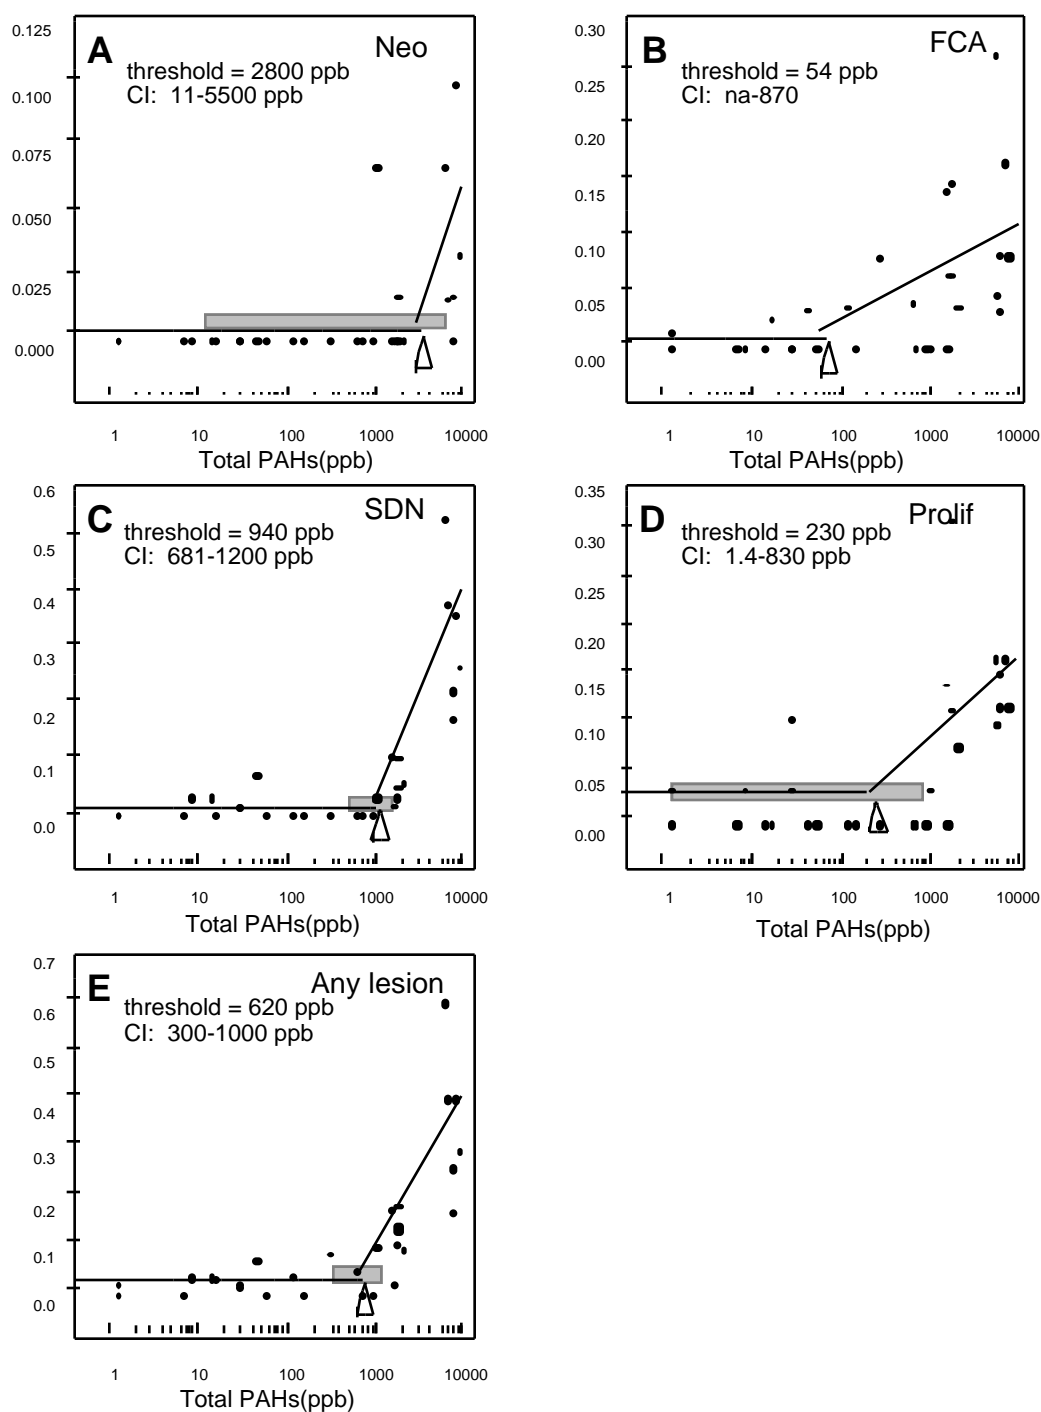 0.125
A
Neo
threshold = 2800 ppb
CI: 11-5500 ppb
0.100
0.075
0.050
0.025
0.000
1 10 100 1000 10000
Total PAHs(ppb)
0.30
B
FCA
threshold = 54 ppb
CI: na-870
0.25
0.20
0.15
0.10
0.05
0.00
1 10 100 1000 10000
Total PAHs(ppb)
0.6
C
SDN
threshold = 940 ppb
CI: 681-1200 ppb
0.5
0.4
0.3
0.2
0.1
0.0
1 10 100 1000 10000
Total PAHs(ppb)
0.35
D
Prolif
threshold = 230 ppb
CI: 1.4-830 ppb
0.30
0.25
0.20
0.15
0.10
0.05
0.00
1 10 100 1000 10000
Total PAHs(ppb)
0.7
E
Any lesion
threshold = 620 ppb
CI: 300-1000 ppb
0.6
0.5
0.4
0.3
0.2
0.1
0.0
1 10 100 1000 10000
Total PAHs(ppb)